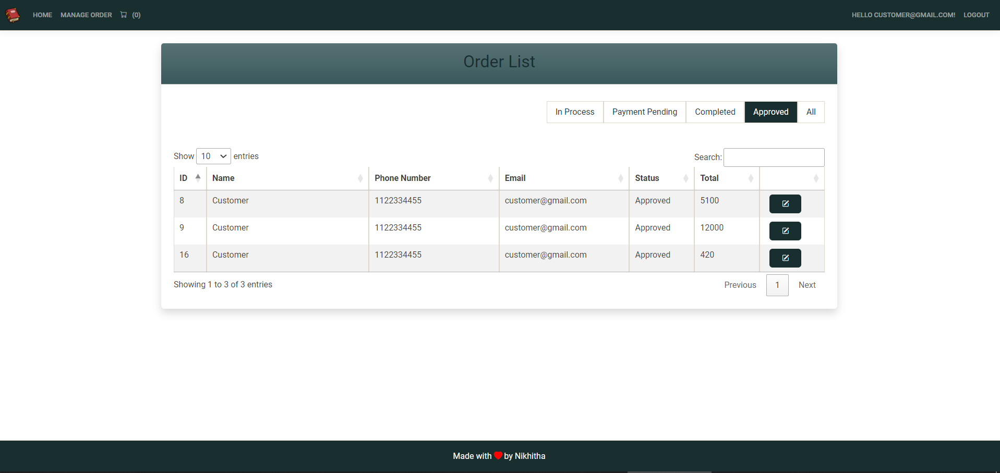 HOME MANAGE ORDER (0) HELLO CUSTOMER@GMAIL.COM! LOGOUT
Order List
In Process Payment Pending Completed Approved All
Show 10 entries Search:
ID Name Phone Number Email Status Total
8 Customer 1122334455 customer@gmail.com Approved 5100
9 Customer 1122334455 customer@gmail.com Approved 12000
16 Customer 1122334455 customer@gmail.com Approved 420
Showing 1 to 3 of 3 entries Previous 1 Next
Made with by Nikhitha